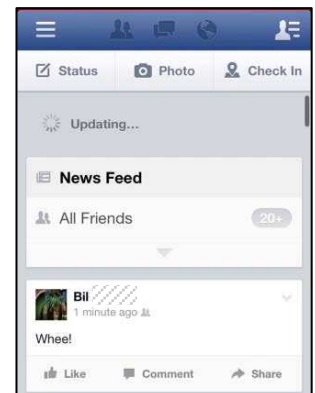 Status Photo Check In
Updating...
News Feed
All Friends 20+
Bil
1 minute ago
Whee!
Like Comment Share